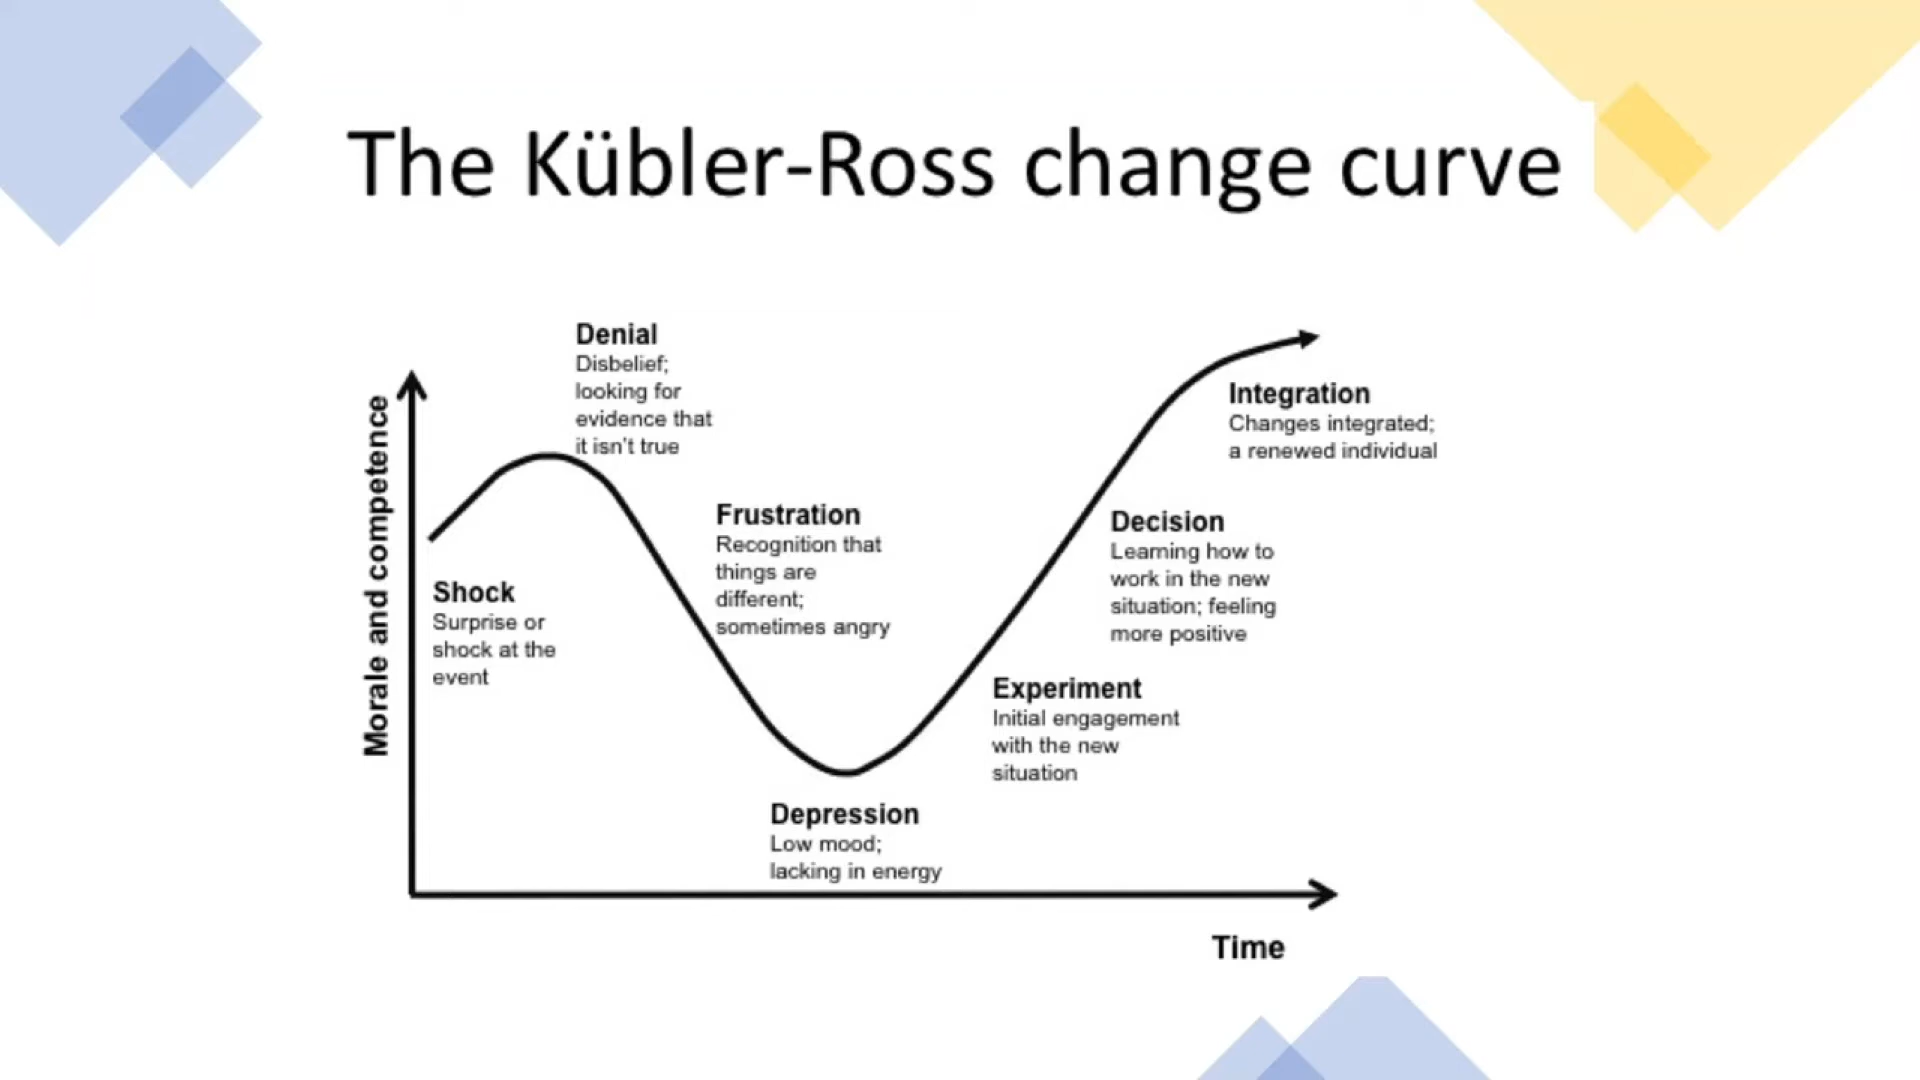 The Kübler-Ross change curve
Morale and competence
Shock
Surprise or
shock at the
event
Denial
Disbelief;
looking for
evidence that
it isn't true
Frustration
Recognition that
things are
different;
sometimes angry
Depression
Low mood;
lacking in energy
Experiment
Initial engagement
with the new
situation
Decision
Learning how to
work in the new
situation; feeling
more positive
Integration
Changes integrated;
a renewed individual
Time